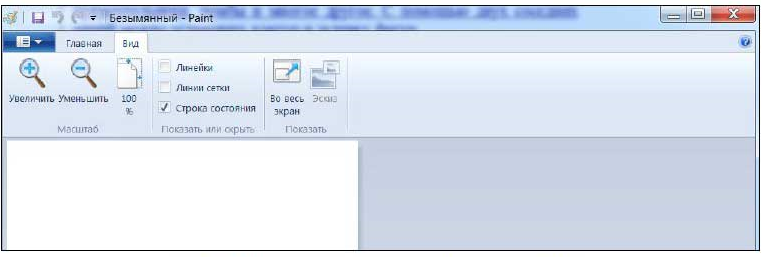 Безымянный - Paint
Главная Вид
Увеличить Уменьшить 100 %
Масштаб
Линейки
Линии сетки
Строка состояния
Показать или скрыть
Во весь экран Эскиз
Показать